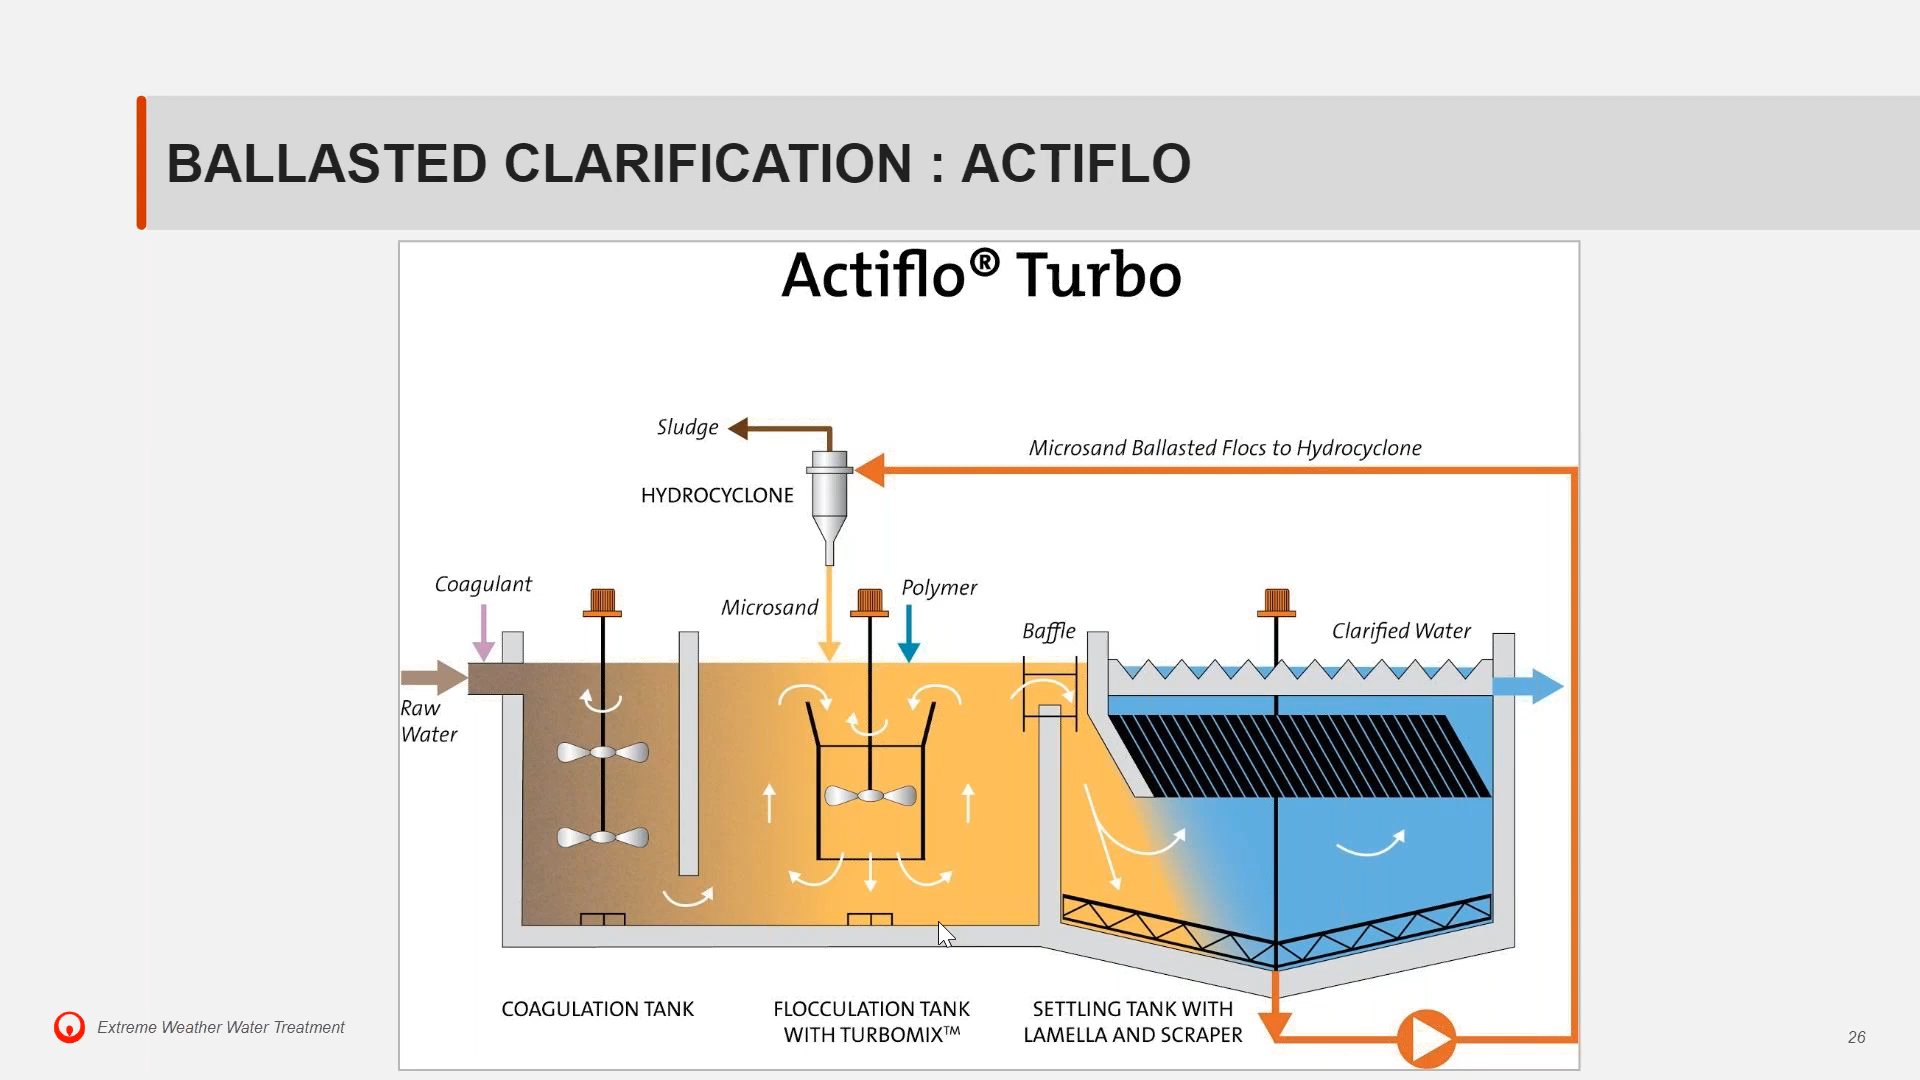 BALLASTED CLARIFICATION : ACTIFLO
Actiflo® Turbo
Sludge
Microsand Ballasted Flocs to Hydrocyclone
HYDROCYCLONE
Coagulant
Microsand
Polymer
Baffle
Clarified Water
Raw
Water
COAGULATION TANK
FLOCCULATION TANK
WITH TURBOMIX™
SETTLING TANK WITH
LAMELLA AND SCRAPER
Extreme Weather Water Treatment
26